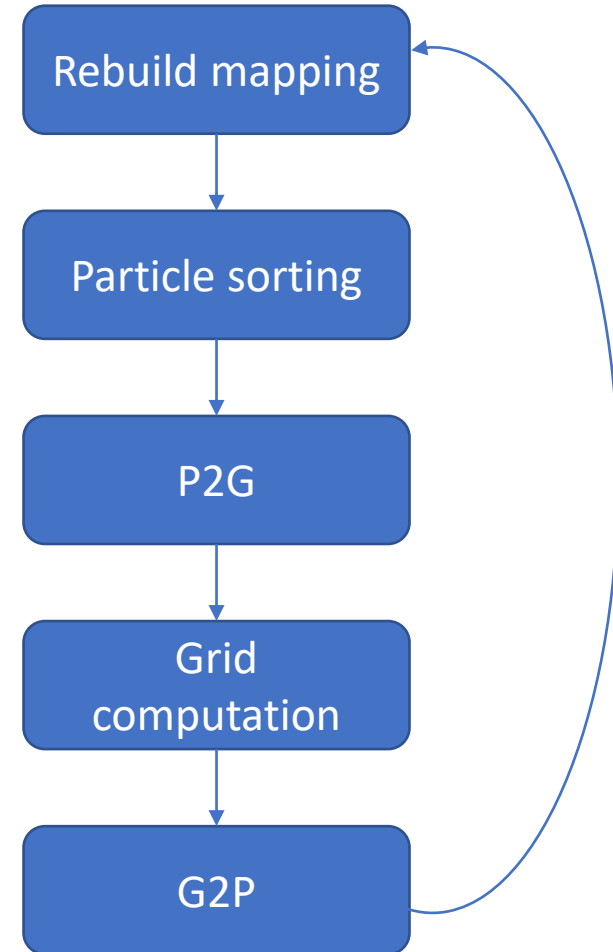 Rebuild mapping
Particle sorting
P2G
Grid
computation
G2P